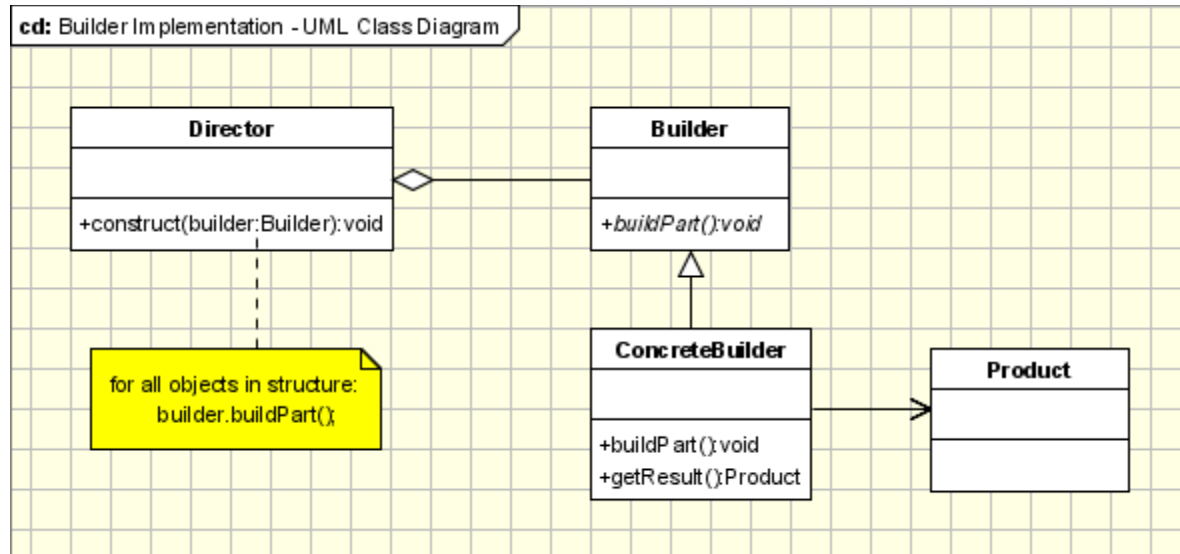 cd: Builder Implementation - UML Class Diagram
Director
+construct(builder:Builder):void
Builder
+buildPart():void
for all objects in structure:
builder.buildPart();
ConcreteBuilder
+buildPart():void
+getResult():Product
Product